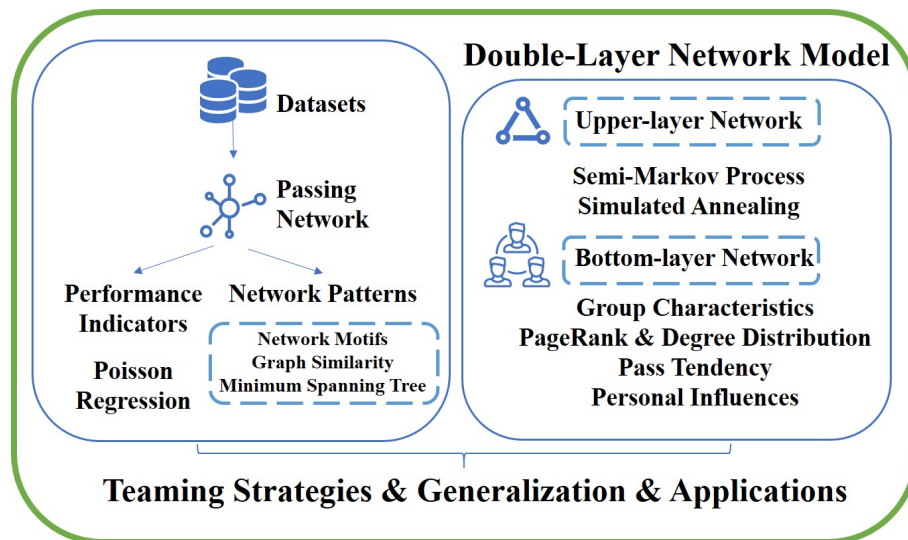 Datasets
Passing
Network
Performance
Indicators
Poisson
Regression
Network Patterns
Network Motifs
Graph Similarity
Minimum Spanning Tree
Double-Layer Network Model
Upper-layer Network
Semi-Markov Process
Simulated Annealing
Bottom-layer Network
Group Characteristics
PageRank & Degree Distribution
Pass Tendency
Personal Influences
Teaming Strategies & Generalization & Applications